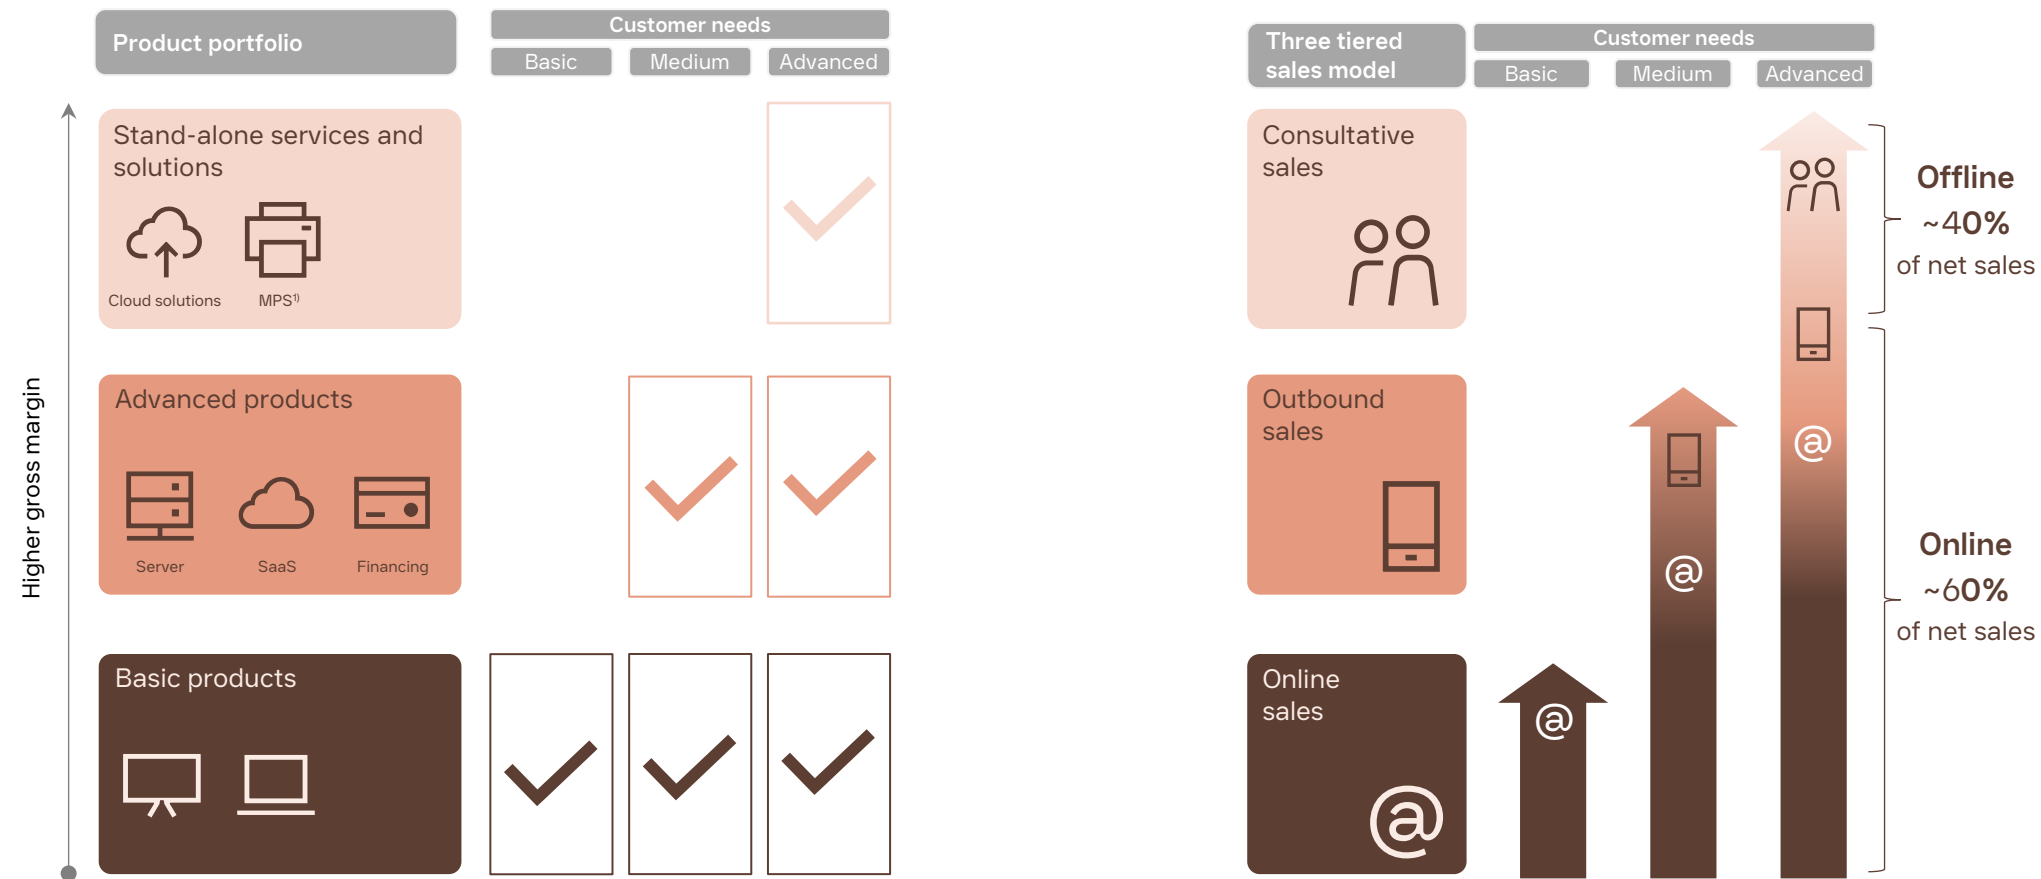 Product portfolio
Customer needs
Basic
Medium
Advanced
Higher gross margin
Stand-alone services and
solutions
Cloud solutions
MPS¹⁾
Advanced products
Server
SaaS
Financing
Basic products
Three tiered
sales model
Customer needs
Basic
Medium
Advanced
Consultative
sales
Outbound
sales
Online
sales
@
@
@
@
Offline
~40%
of net sales
Online
~60%
of net sales